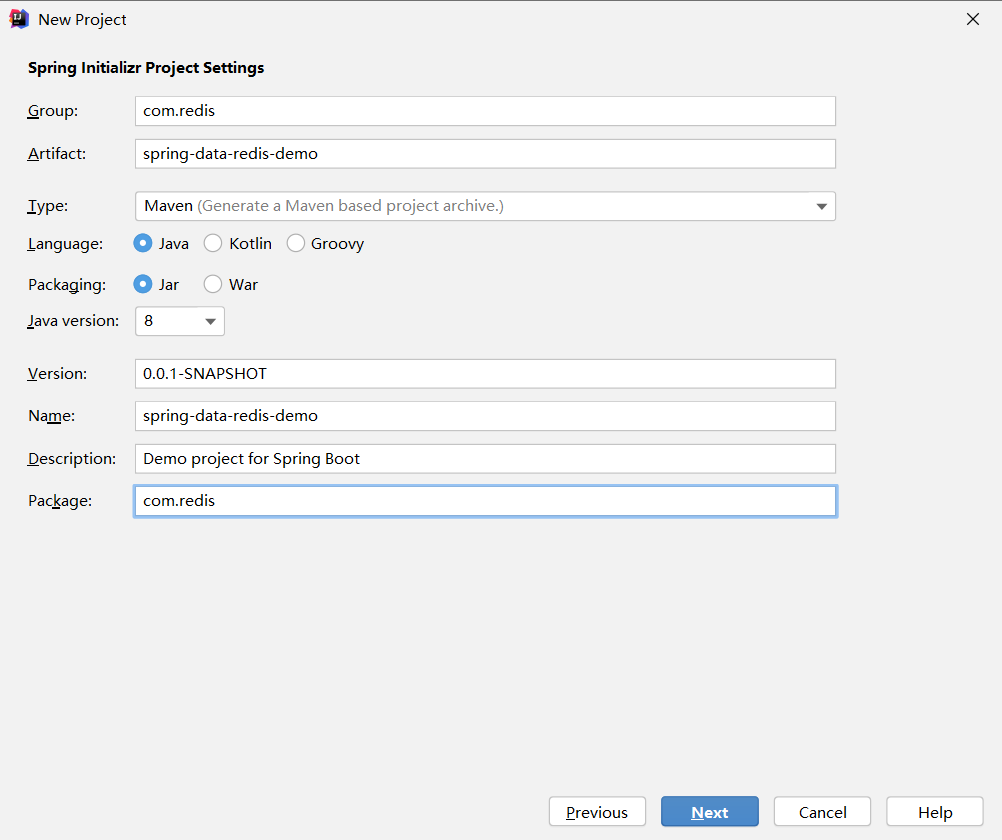 New Project
Spring Initializr Project Settings
Group: com.redis
Artifact: spring-data-redis-demo
Type: Maven (Generate a Maven based project archive.)
Language: Java Kotlin Groovy
Packaging: Jar War
Java version: 8
Version: 0.0.1-SNAPSHOT
Name: spring-data-redis-demo
Description: Demo project for Spring Boot
Package: com.redis
Previous Next Cancel Help